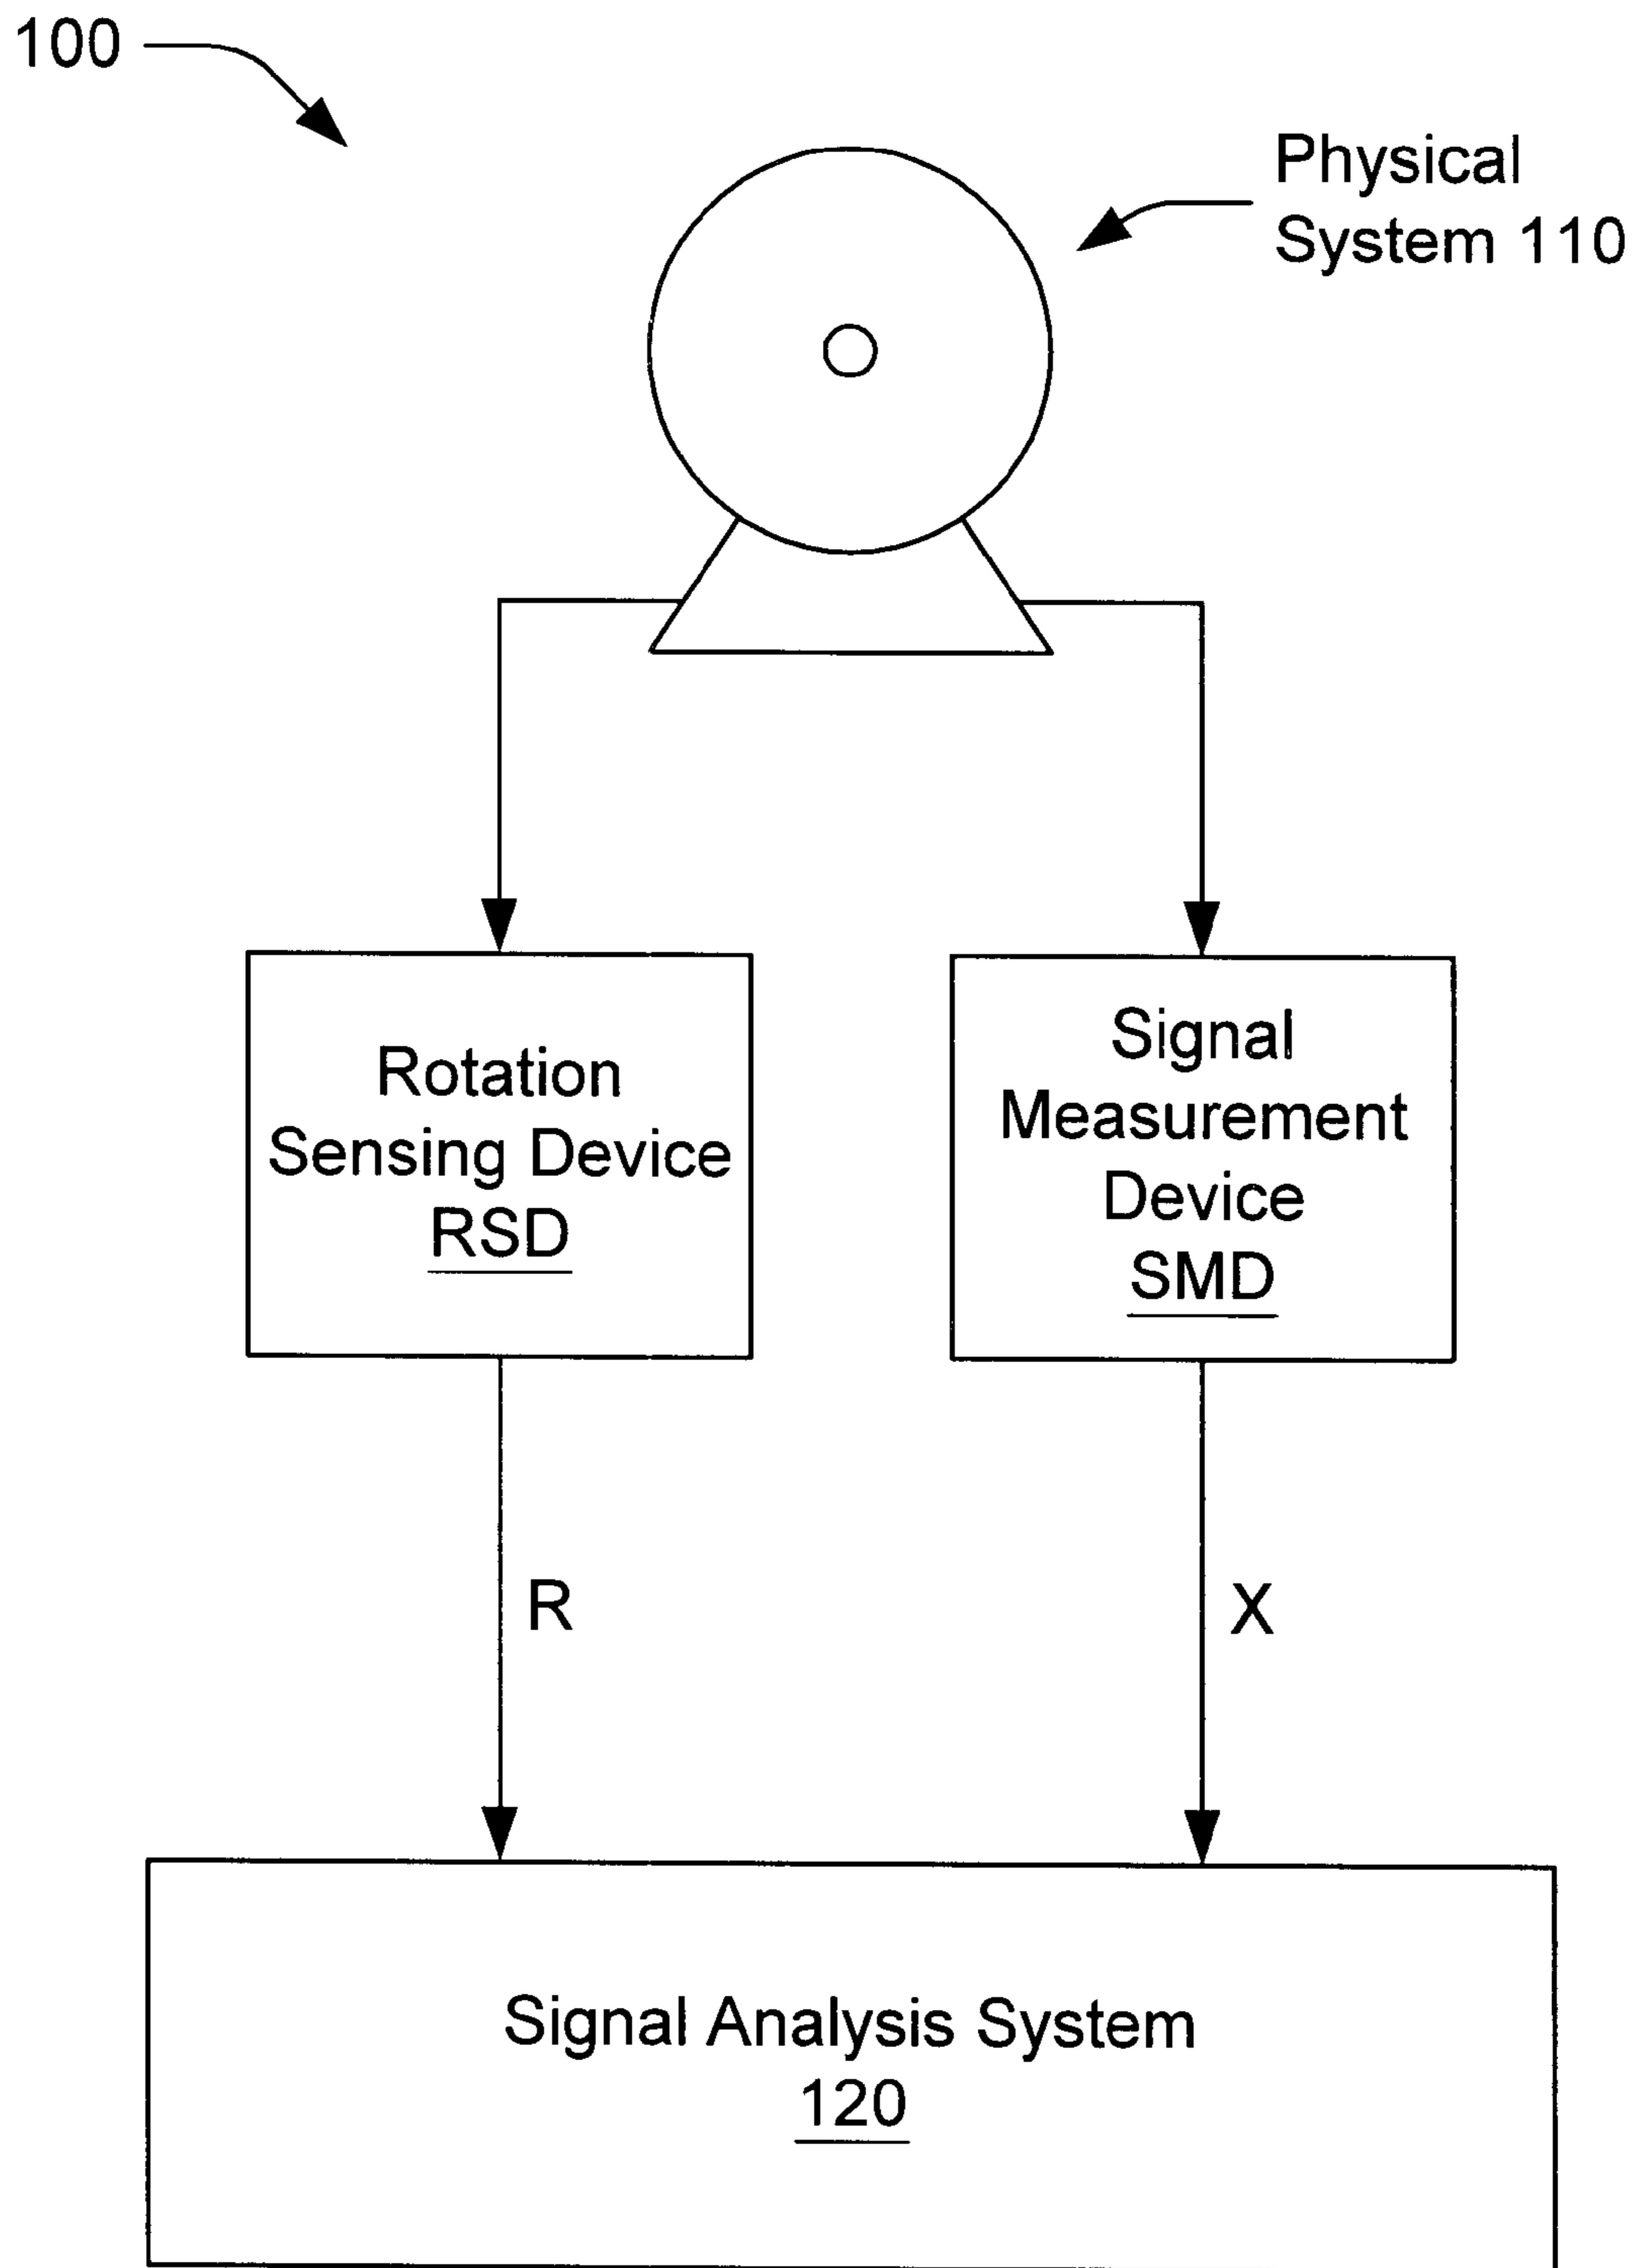 100
Physical
System 110
Rotation
Sensing Device
RSD
Signal
Measurement
Device
SMD
R
X
Signal Analysis System
120